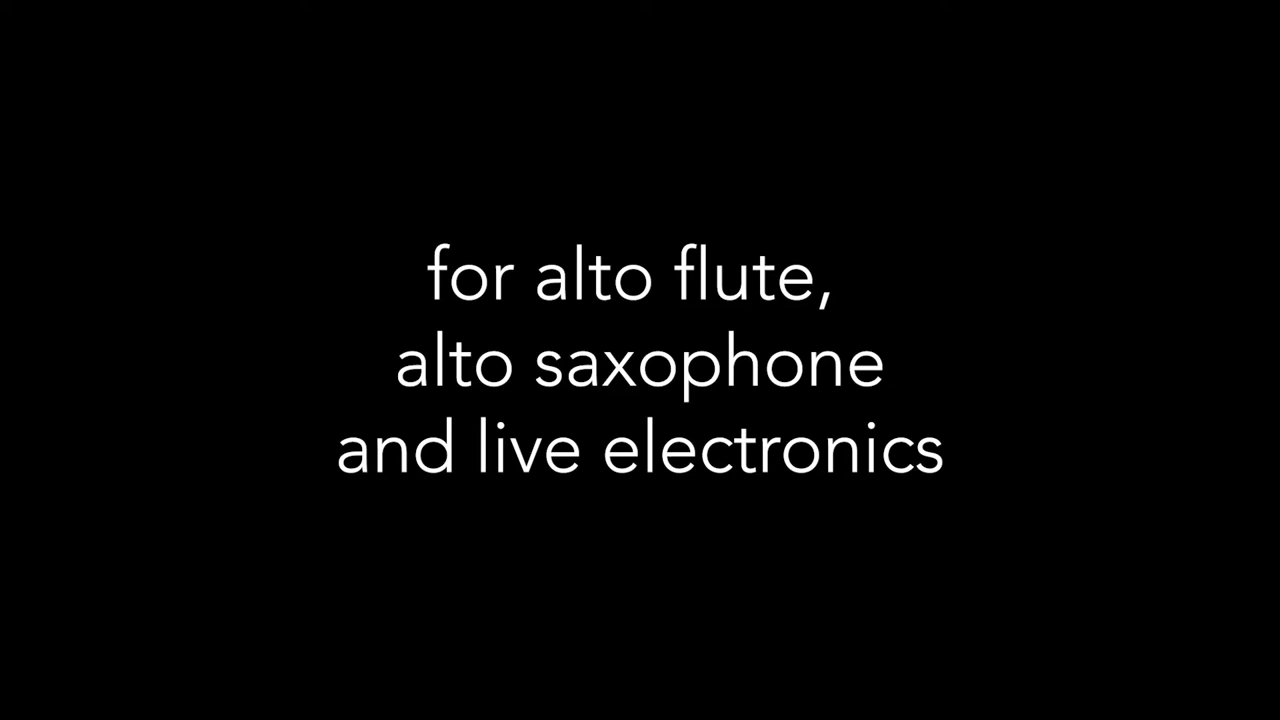 for alto flute,
alto saxophone
and live electronics